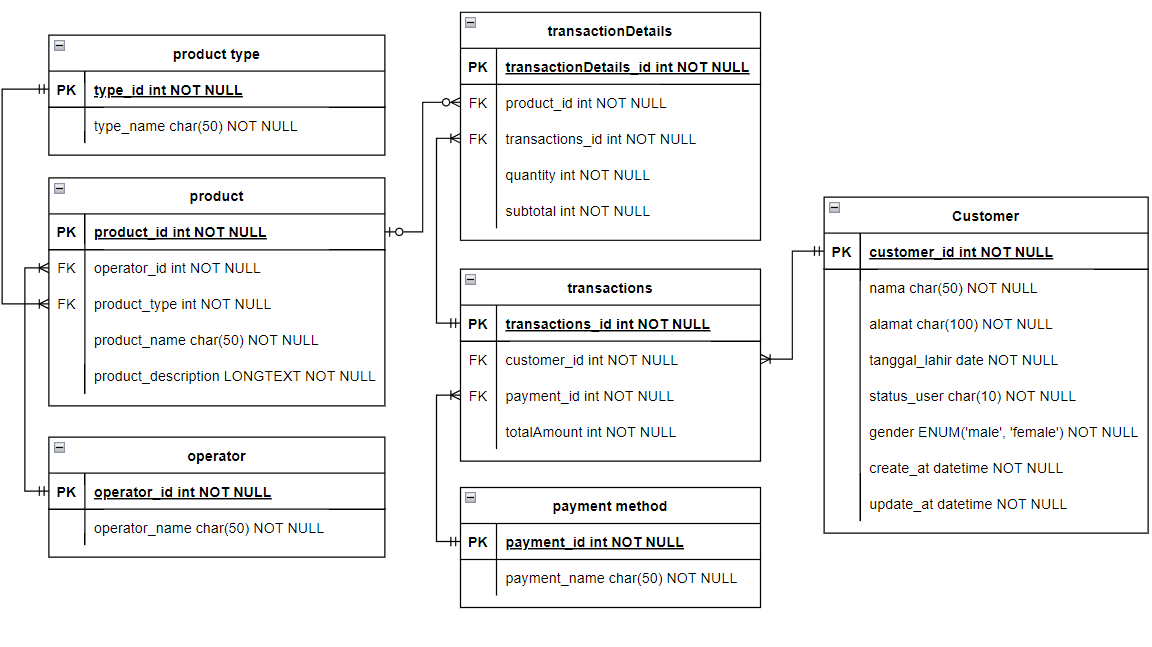 product type
PK type_id int NOT NULL
type_name char(50) NOT NULL
product
PK product_id int NOT NULL
FK operator_id int NOT NULL
FK product_type int NOT NULL
product_name char(50) NOT NULL
product_description LONGTEXT NOT NULL
operator
PK operator_id int NOT NULL
operator_name char(50) NOT NULL
transactionDetails
PK transactionDetails_id int NOT NULL
FK product_id int NOT NULL
FK transactions_id int NOT NULL
quantity int NOT NULL
subtotal int NOT NULL
transactions
PK transactions_id int NOT NULL
FK customer_id int NOT NULL
FK payment_id int NOT NULL
totalAmount int NOT NULL
payment method
PK payment_id int NOT NULL
payment_name char(50) NOT NULL
Customer
PK customer_id int NOT NULL
nama char(50) NOT NULL
alamat char(100) NOT NULL
tanggal_lahir date NOT NULL
status_user char(10) NOT NULL
gender ENUM('male', 'female') NOT NULL
create_at datetime NOT NULL
update_at datetime NOT NULL